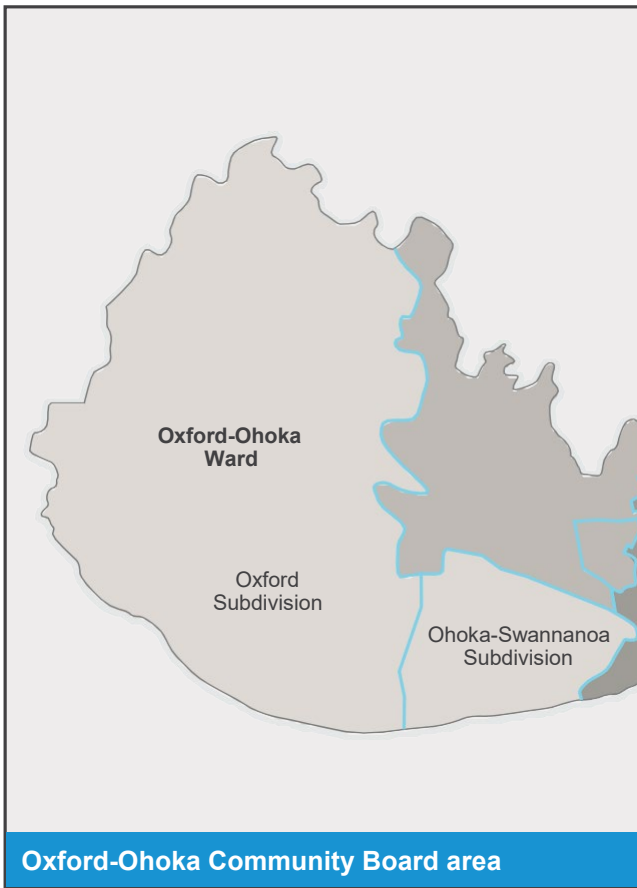 Oxford-Ohoka
Ward
Oxford
Subdivision
Ohoka-Swannanoa
Subdivision
Oxford-Ohoka Community Board area